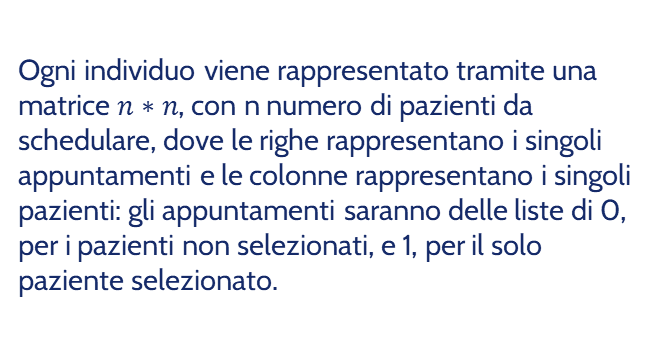 Ogni individuo viene rappresentato tramite una
matrice n ∗ n, con n numero di pazienti da
schedulare, dove le righe rappresentano i singoli
appuntamenti e le colonne rappresentano i singoli
pazienti: gli appuntamenti saranno delle liste di 0,
per i pazienti non selezionati, e 1, per il solo
paziente selezionato.